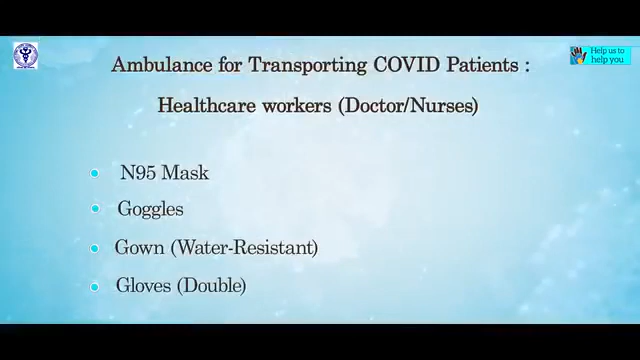 Help us to
help you
Ambulance for Transporting COVID Patients :
Healthcare workers (Doctor/Nurses)
N95 Mask
Goggles
Gown (Water-Resistant)
Gloves (Double)